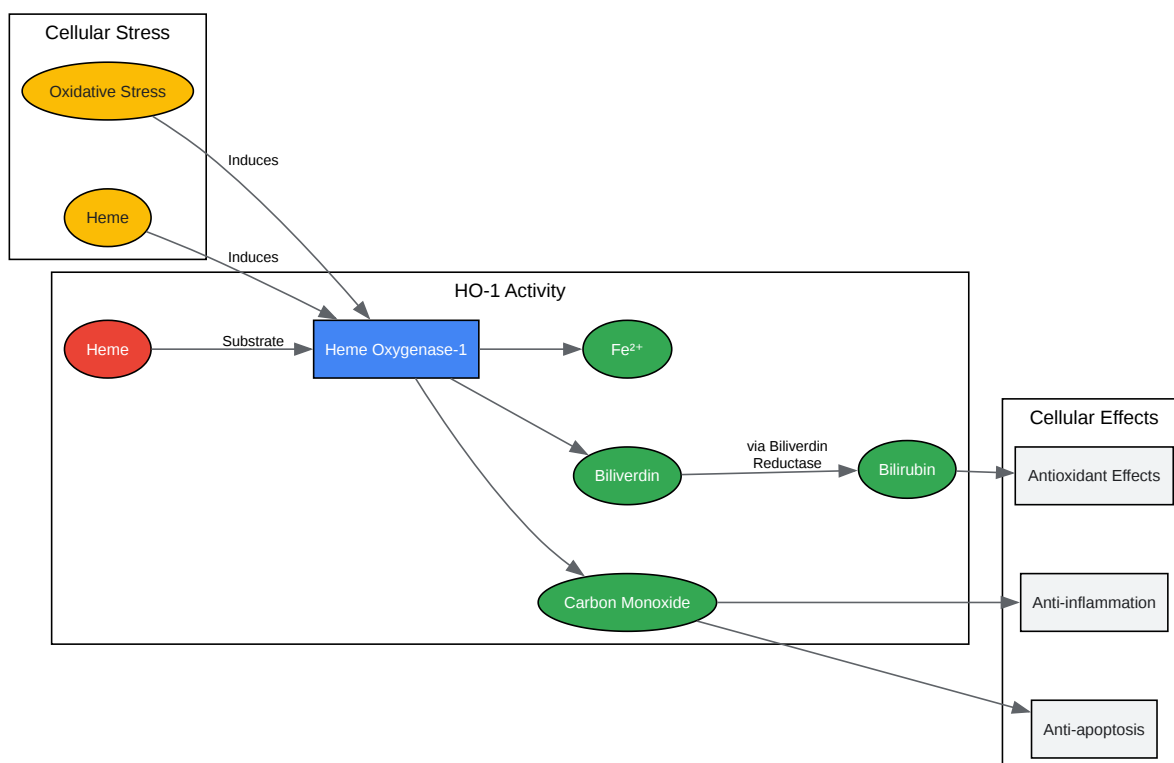 Cellular Stress
Oxidative Stress
Induces
Heme
Induces
HO-1 Activity
Heme
Substrate
Heme Oxygenase-1
Fe²⁺
Biliverdin
via Biliverdin
Reductase
Bilirubin
Carbon Monoxide
Cellular Effects
Antioxidant Effects
Anti-inflammation
Anti-apoptosis